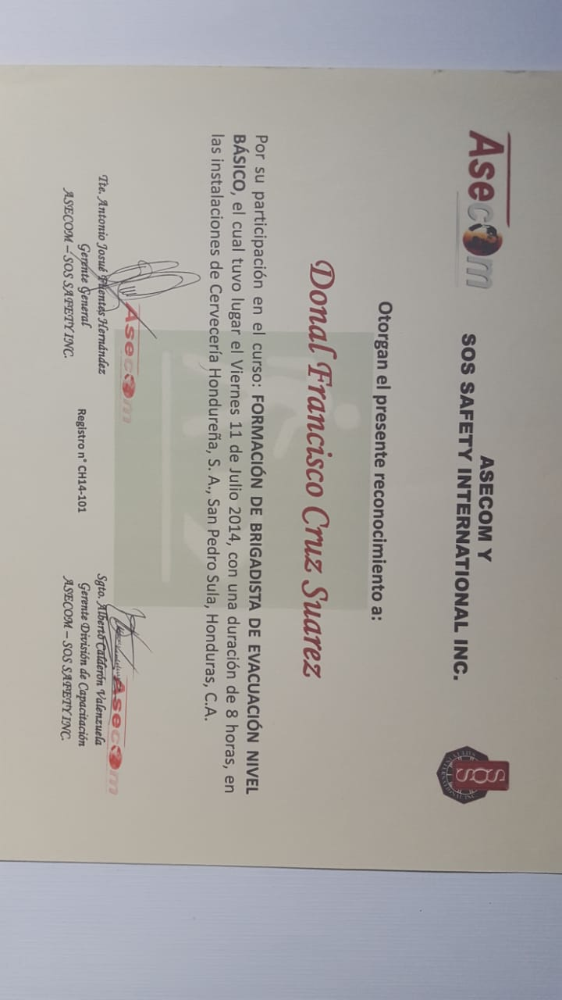 Asecom
ASECOM Y
SOS SAFETY INTERNATIONAL INC.
SOS
Otorgan el presente reconocimiento a:
Donal Francisco Cruz Suarez
Por su participación en el curso: FORMACIÓN DE BRIGADISTA DE EVACUACIÓN NIVEL
BÁSICO, el cual tuvo lugar el Viernes 11 de Julio 2014, con una duración de 8 horas, en
las instalaciones de Cervecería Hondureña, S. A., San Pedro Sula, Honduras, C.A.
Asecom
Tte. Antonio Josué Fuentes Hernández
Gerente General
ASECOM – SOS SAFETY INC.
Registro n° CH14-101
Asecom
Sgto. Alberto Calderón Valenzuela
Gerente División de Capacitación
ASECOM – SOS SAFETY INC.